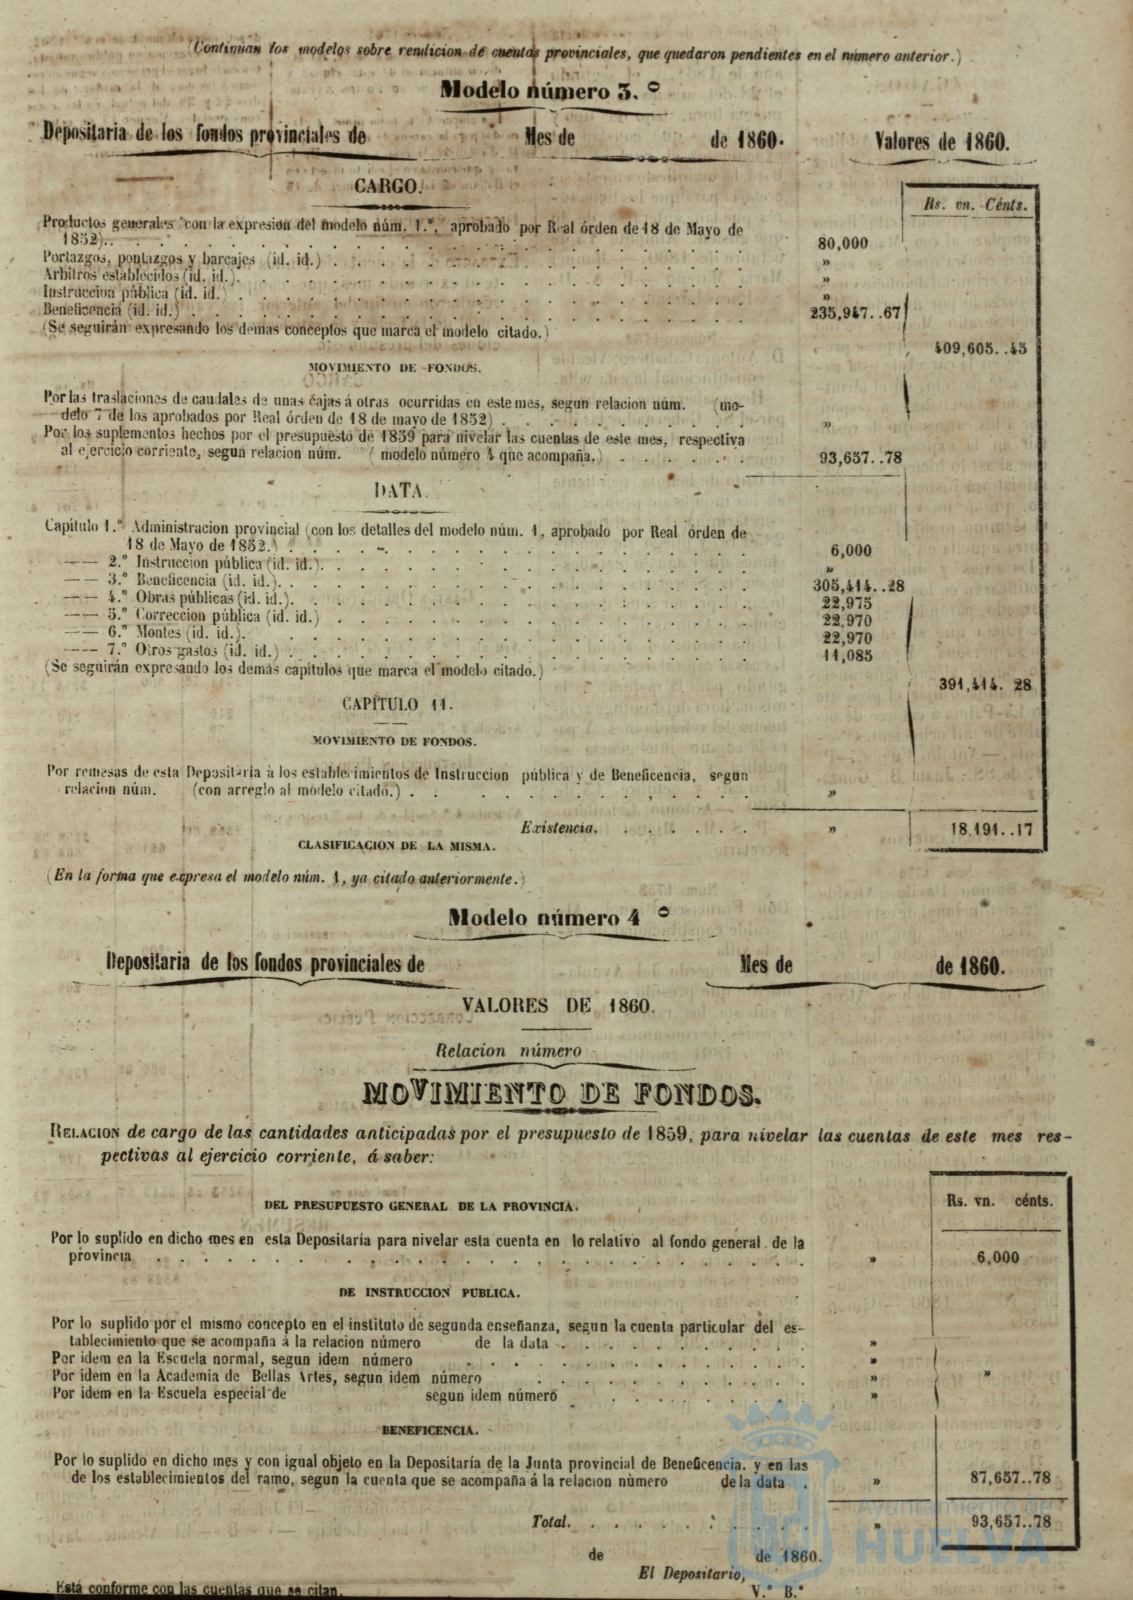 (Continúan los modelos sobre rendicion de cuentas provinciales, que quedaron pendientes en el número anterior.)
Modelo número 3.º
Depositaria de los fondos provinciales de Mes de de 1860. Valores de 1860.
CARGO.
Rs. vn. Cénts.
Productos generales (con la expresion del modelo núm. 1.º, aprobado por Real órden de 18 de Mayo de
1852). . . . . . . . . . 80,000
Portazgos, pontazgos y barcajes (id. id.) . . . . . . . . . »
Arbitros establecidos (id. id.). . . . . . . . . . »
Instruccion pública (id. id.) . . . . . . . . . . »
Beneficencia (id. id.) . . . . . . . . . . 235,947..67
(Se seguirán expresando los demas conceptos que marca el modelo citado.)
409,605..45
MOVIMIENTO DE FONDOS.
Por las traslaciones de caudales de unas cajas á otras ocurridas en este mes, segun relacion núm. (mo-
delo 7 de los aprobados por Real órden de 18 de mayo de 1852) . . . . . . . . »
Por los suplementos hechos por el presupuesto de 1859 para nivelar las cuentas de este mes, respectiva
al ejercicio corriente, segun relacion núm. ( modelo número 4 que acompaña.) . . . . . . 93,657..78
DATA.
Capitulo 1.º Administracion provincial (con los detalles del modelo núm. 1, aprobado por Real órden de
18 de Mayo de 1852.) . . . . . . . . . . 6,000
—— 2.º Instruccion pública (id. id.). . . . . . . . . . »
—— 3.º Beneficencia (id. id.). . . . . . . . . . 305,414..28
—— 4.º Obras públicas (id. id.). . . . . . . . . . 22,975
—— 5.º Correccion pública (id. id.) . . . . . . . . . 22,970
—— 6.º Montes (id. id.). . . . . . . . . . 22,970
—— 7.º Otros gastos (id. id.) . . . . . . . . . . 11,085
(Se seguirán expresando los demás capitulos que marca el modelo citado.)
391,414. 28
CAPÍTULO 11.
MOVIMIENTO DE FONDOS.
Por remesas de esta Depositaría á los establecimientos de Instruccion pública y de Beneficencia, segun
relacion núm. (con arreglo al modelo citado.) . . . . . . . . . »
Existencia. . . . . . . » 18,191..17
CLASIFICACION DE LA MISMA.
(En la forma que expresa el modelo núm. 1, ya citado anteriormente.)
Modelo número 4 º
Depositaria de los fondos provinciales de Mes de de 1860.
VALORES DE 1860.
Relacion número
MOVIMIENTO DE FONDOS.
RELACION de cargo de las cantidades anticipadas por el presupuesto de 1859, para nivelar las cuentas de este mes res-
pectivas al ejercicio corriente, á saber:
Rs. vn. cénts.
DEL PRESUPUESTO GENERAL DE LA PROVINCIA.
Por lo suplido en dicho mes en esta Depositaría para nivelar esta cuenta en lo relativo al fondo general de la
provincia . . . . . . . . . . » 6,000
DE INSTRUCCION PUBLICA.
Por lo suplido por el mismo concepto en el instituto de segunda enseñanza, segun la cuenta particular del es-
tablecimiento que se acompaña á la relacion número de la data . . . . . . . »
Por idem en la Escuela normal, segun idem número . . . . . . . . »
Por idem en la Academia de Bellas Artes, segun idem número . . . . . . . » »
Por idem en la Escuela especial de segun idem número . . . . . . »
BENEFICENCIA.
Por lo suplido en dicho mes y con igual objeto en la Depositaría de la Junta provincial de Beneficencia, y en las
de los establecimientos del ramo, segun la cuenta que se acompaña á la relacion número de la data . » 87,657..78
Total. . . . . . . . » 93,657..78
de de 1860.
El Depositario,
Está conforme con las cuentas que se citan.
V.º B.º
Ayuntamiento de
HUELVA